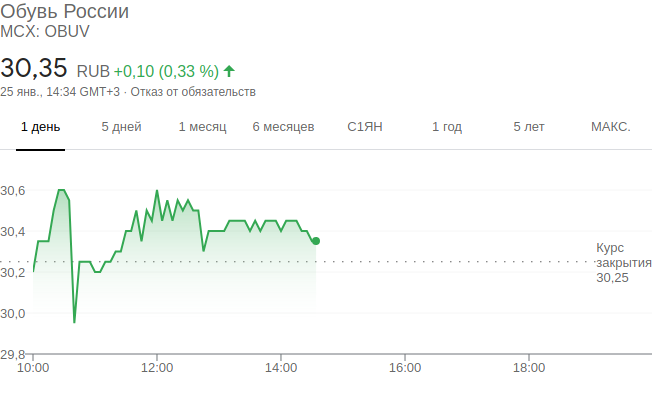 Обувь России
MCX: OBUV
30,35 RUB +0,10 (0,33 %)
25 янв., 14:34 GMT+3 · Отказ от обязательств
1 день 5 дней 1 месяц 6 месяцев С1ЯН 1 год 5 лет МАКС.
30,6
30,4
Курс
закрытия
30,25
30,2
30,0
29,8
10:00 12:00 14:00 16:00 18:00